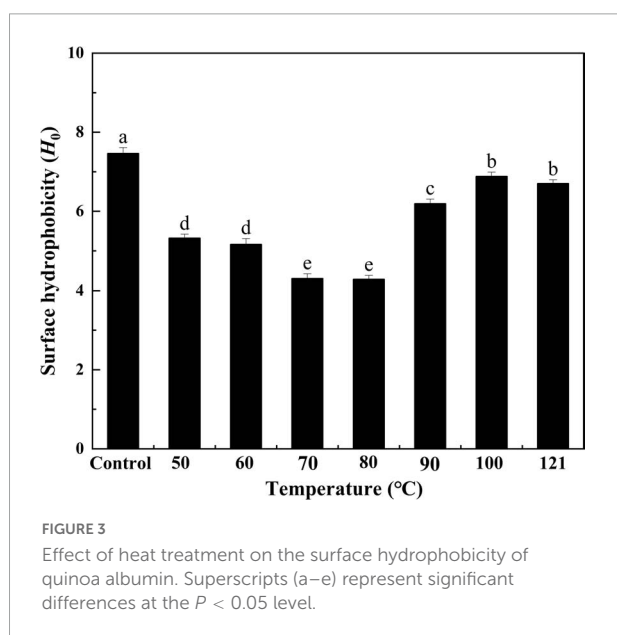 10
8
6
4
2
0
Surface hydrophobicity (H₀)
a
d
d
e
e
c
b
b
Control 50 60 70 80 90 100 121
Temperature (°C)
FIGURE 3
Effect of heat treatment on the surface hydrophobicity of
quinoa albumin. Superscripts (a–e) represent significant
differences at the P < 0.05 level.